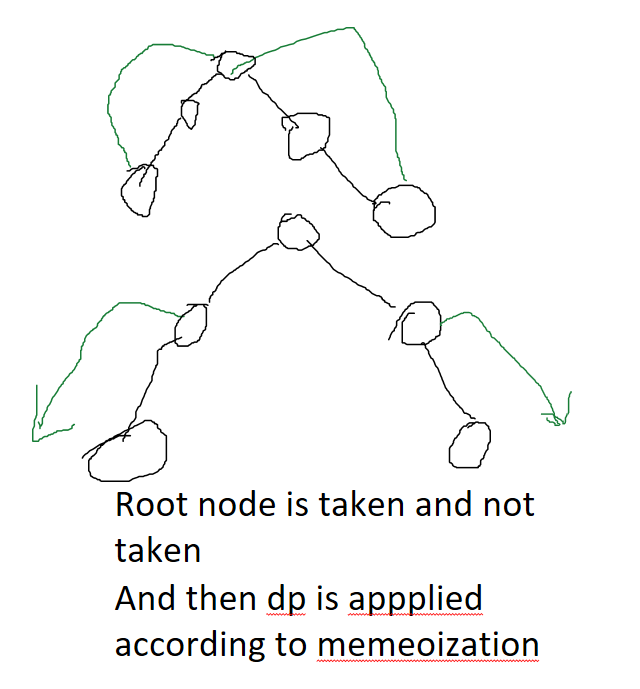 Root node is taken and not
taken
And then dp is appplied
according to memeoization